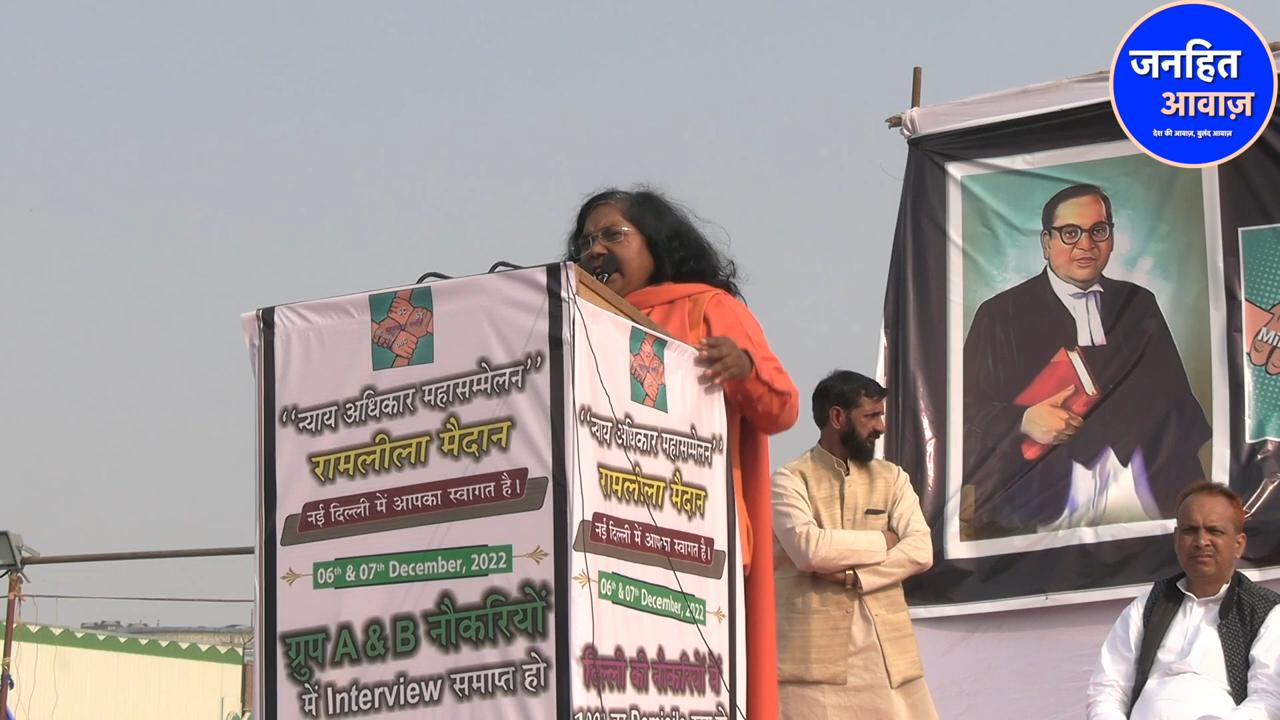 जनहित
आवाज़
देश की आवाज़, बुलंद आवाज़
‘‘न्याय अधिकार महासम्मेलन’’
रामलीला मैदान
नई दिल्ली में आपका स्वागत है।
06th & 07th December, 2022
ग्रुप A & B नौकरियों
में Interview समाप्त हो
‘‘न्याय अधिकार महासम्मेलन’’
रामलीला मैदान
नई दिल्ली में आपका स्वागत है।
06th & 07th December, 2022
दिल्ली की नौकरियों में